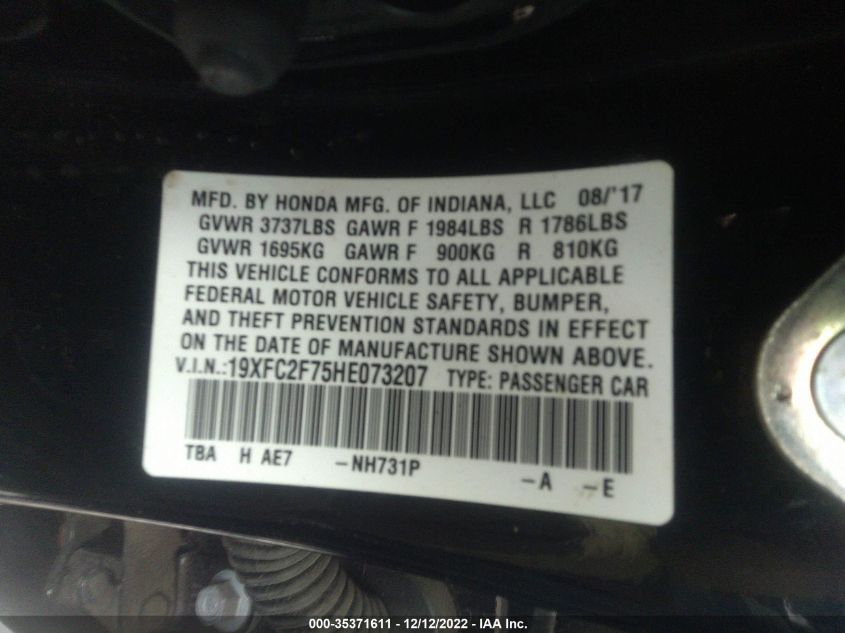 MFD. BY HONDA MFG. OF INDIANA, LLC 08/'17
GVWR 3737LBS GAWR F 1984LBS R 1786LBS
GVWR 1695KG GAWR F 900KG R 810KG
THIS VEHICLE CONFORMS TO ALL APPLICABLE
FEDERAL MOTOR VEHICLE SAFETY, BUMPER,
AND THEFT PREVENTION STANDARDS IN EFFECT
ON THE DATE OF MANUFACTURE SHOWN ABOVE.
V.I.N.:19XFC2F75HE073207 TYPE: PASSENGER CAR
TBA H AE7 -NH731P -A -E
000-35371611 - 12/12/2022 - IAA Inc.